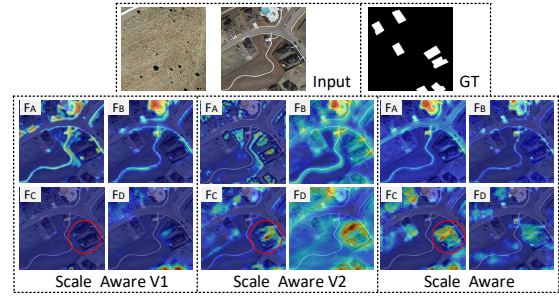 Input
GT
FA FB FA FB FA FB
FC FD FC FD FC FD
Scale Aware V1 Scale Aware V2 Scale Aware